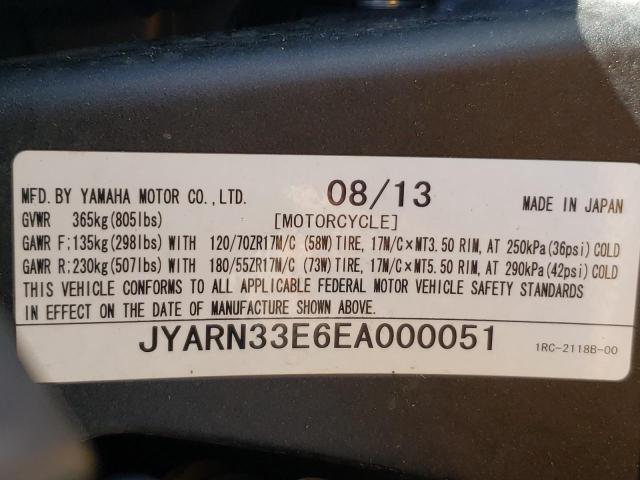 MFD. BY YAMAHA MOTOR CO., LTD. 08/13 MADE IN JAPAN
GVWR 365kg(805lbs) [MOTORCYCLE]
GAWR F:135kg(298lbs) WITH 120/70ZR17M/C (58W) TIRE, 17M/C×MT3.50 RIM, AT 250kPa(36psi) COLD
GAWR R:230kg(507lbs) WITH 180/55ZR17M/C (73W) TIRE, 17M/C×MT5.50 RIM, AT 290kPa(42psi) COLD
THIS VEHICLE CONFORMS TO ALL APPLICABLE FEDERAL MOTOR VEHICLE SAFETY STANDARDS
IN EFFECT ON THE DATE OF MANUFACTURE SHOWN ABOVE.
JYARN33E6EA000051 1RC-2118B-00